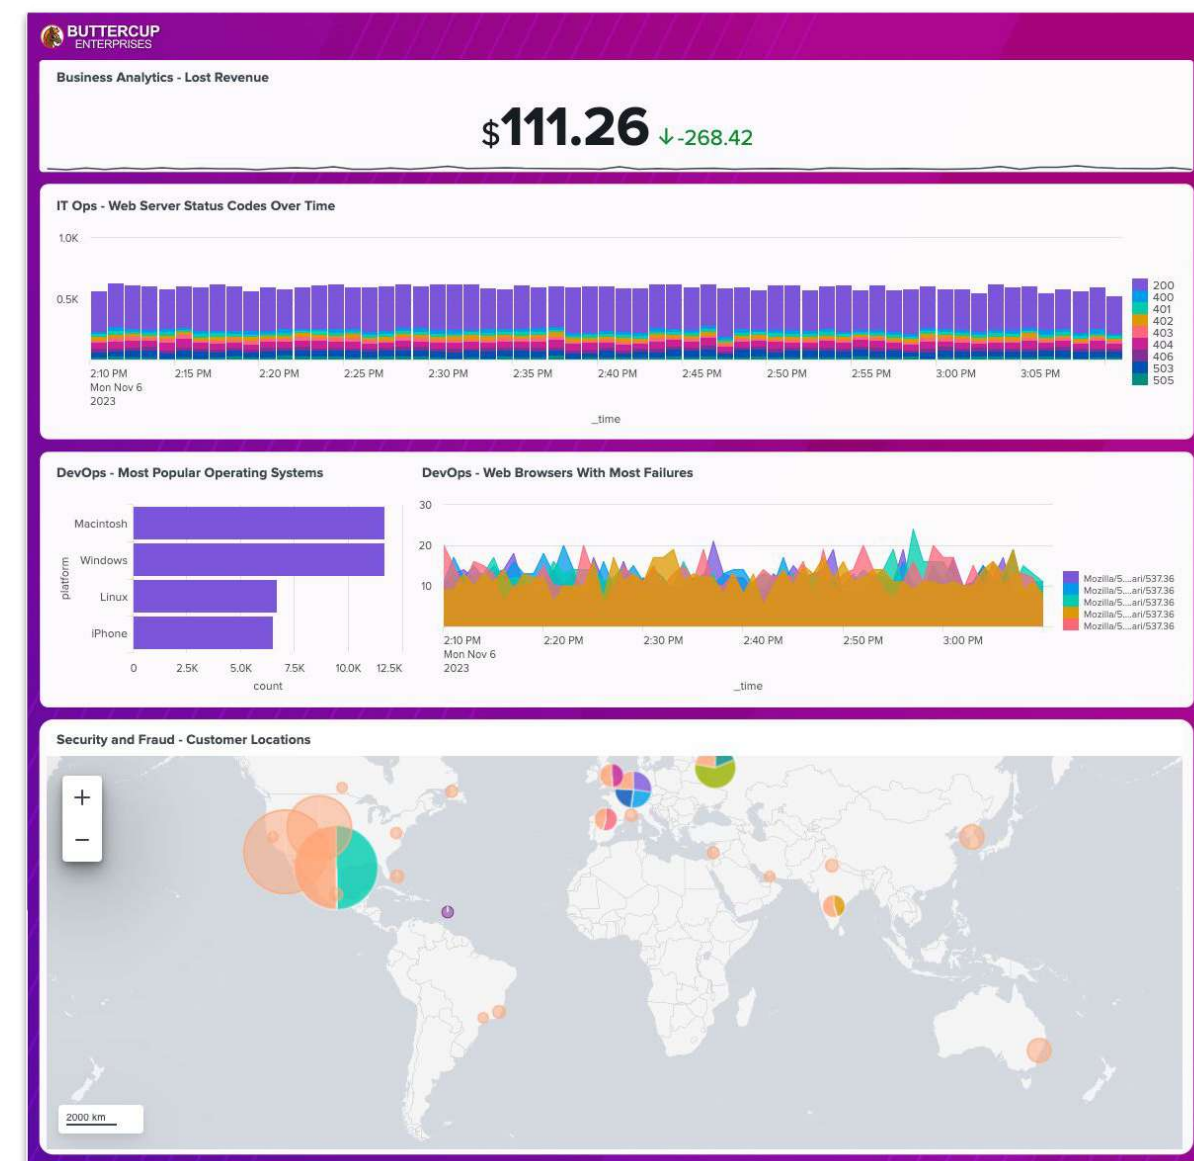 BUTTERCUP
ENTERPRISES
Business Analytics - Lost Revenue
$111.26 ↓-268.42
IT Ops - Web Server Status Codes Over Time
1.0K
0.5K
2:10 PM 2:15 PM 2:20 PM 2:25 PM 2:30 PM 2:35 PM 2:40 PM 2:45 PM 2:50 PM 2:55 PM 3:00 PM 3:05 PM
Mon Nov 6
2023
_time
200
400
401
402
403
404
406
503
505
DevOps - Most Popular Operating Systems
platform
Macintosh
Windows
Linux
iPhone
0 2.5K 5.0K 7.5K 10.0K 12.5K
count
DevOps - Web Browsers With Most Failures
30
20
10
2:10 PM 2:20 PM 2:30 PM 2:40 PM 2:50 PM 3:00 PM
Mon Nov 6
2023
_time
Mozilla/5....ari/537.36
Mozilla/5....ari/537.36
Mozilla/5....ari/537.36
Mozilla/5....ari/537.36
Mozilla/5....ari/537.36
Security and Fraud - Customer Locations
+
−
2000 km